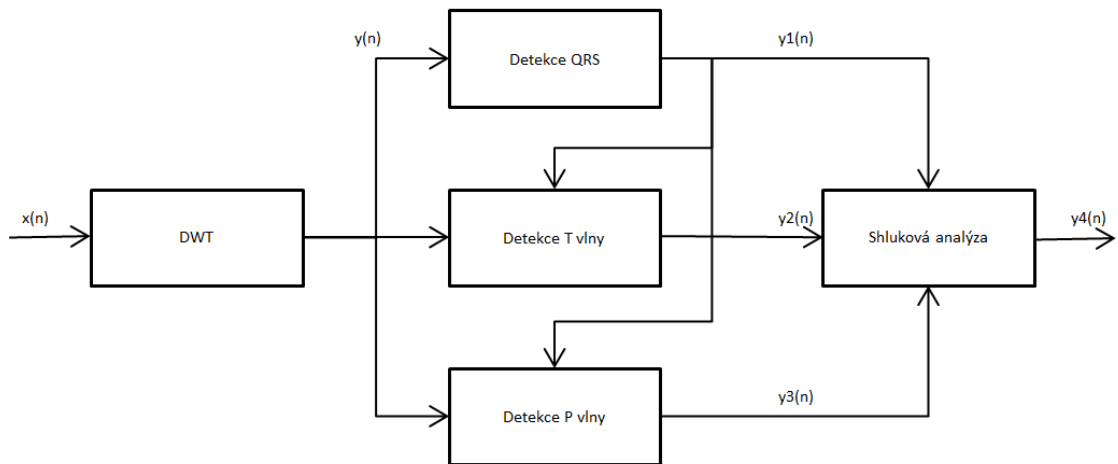 y(n)
Detekce QRS
y1(n)
x(n)
DWT
Detekce T vlny
y2(n)
Shluková analýza
y4(n)
Detekce P vlny
y3(n)